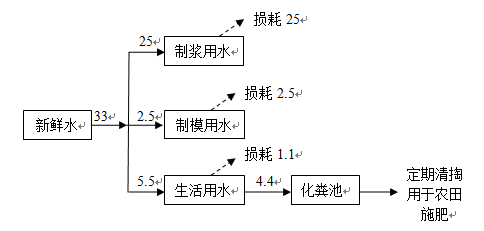 损耗 25
25
制浆用水
损耗 2.5
新鲜水
33
2.5
制模用水
损耗 1.1
5.5
生活用水
4.4
化粪池
定期清掏
用于农田
施肥